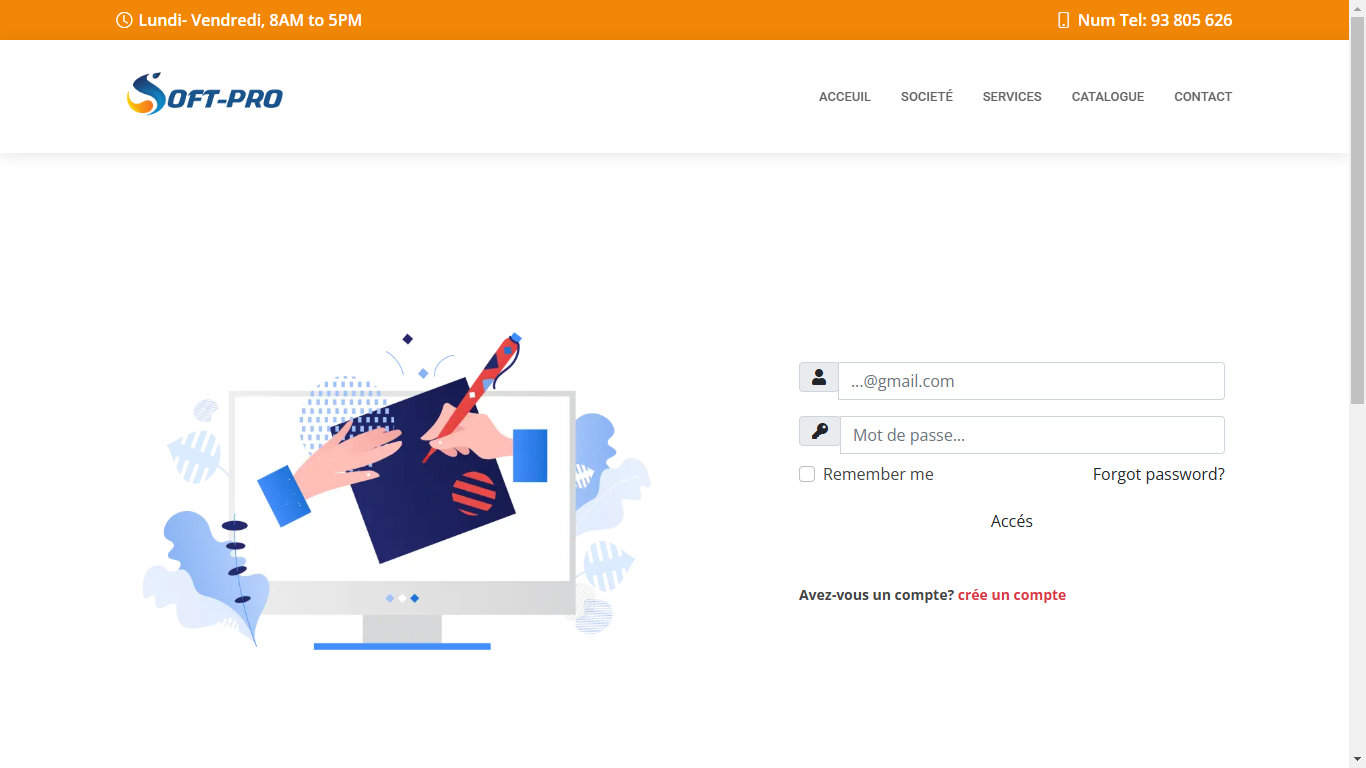 Lundi- Vendredi, 8AM to 5PM
Num Tel: 93 805 626
SOFT-PRO
ACCEUIL SOCIETÉ SERVICES CATALOGUE CONTACT
...@gmail.com
Mot de passe...
Remember me Forgot password?
Accés
Avez-vous un compte? crée un compte